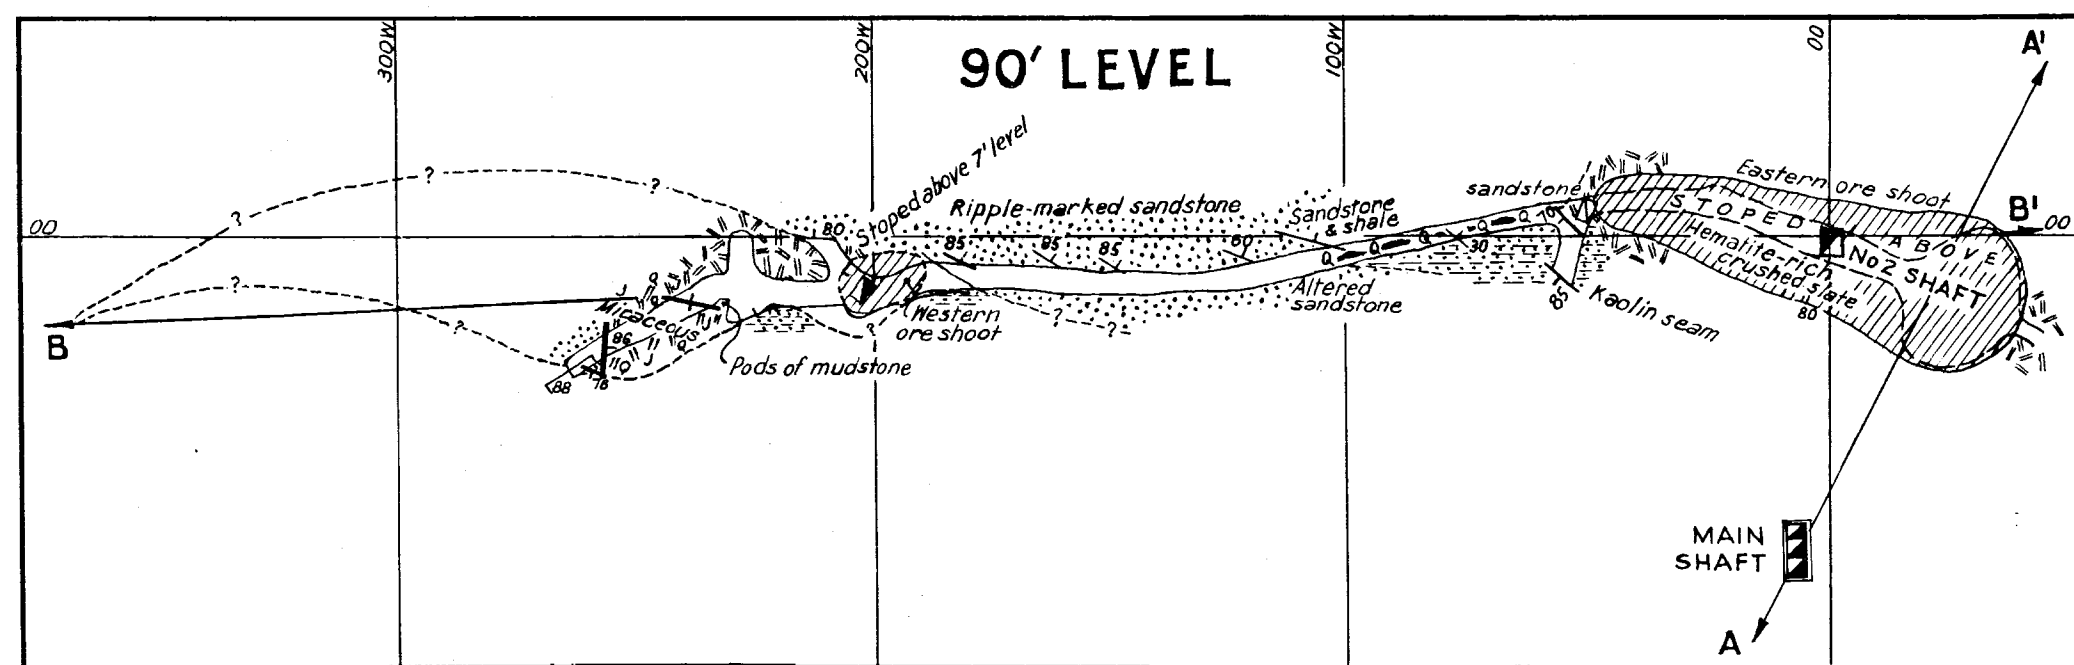 300W
200W
100W
00
A'
90' LEVEL
Stoped above 7' level
Ripple-marked sandstone
Sandstone
& shale
sandstone
Eastern ore shoot
B'
00
00
?
?
?
?
?
80
85
95
85
60
30
70
Q
Q
Q
Q
Q
STOPED ABOVE
Hematite-rich
crushed slate
No2 SHAFT
80
85
Kaolin seam
Altered
sandstone
Western
ore shoot
?
?
?
Micaceous
J
J
J
Q
Q
86
88
78
Pods of mudstone
B
MAIN
SHAFT
A